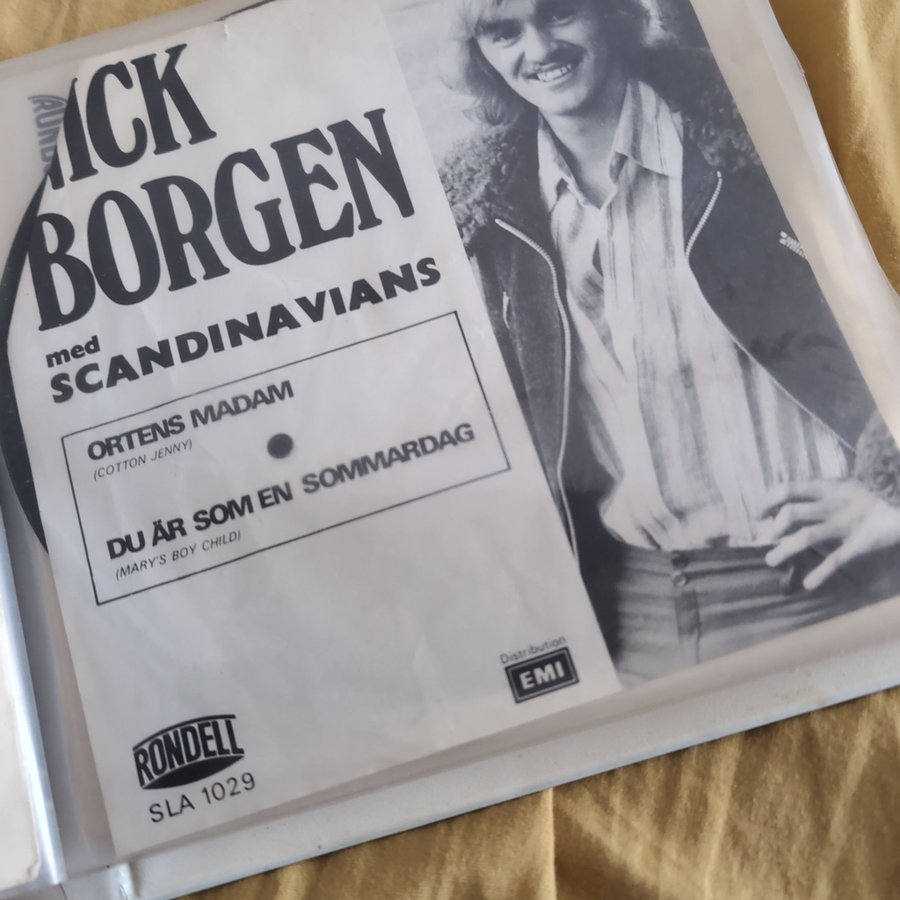 NICK
BORGEN
med
SCANDINAVIANS
ORTENS MADAM
(COTTON JENNY)
DU ÄR SOM EN SOMMARDAG
(MARY'S BOY CHILD)
Distribution
EMI
RONDELL
SLA 1029